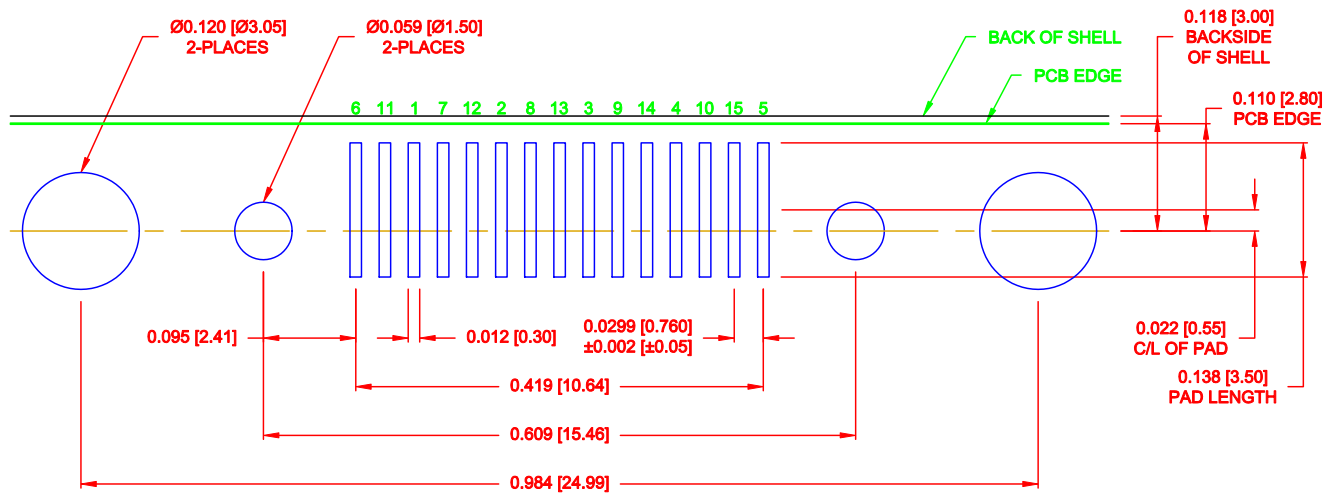 Ø0.120 [Ø3.05]
2-PLACES
Ø0.059 [Ø1.50]
2-PLACES
BACK OF SHELL
PCB EDGE
0.118 [3.00]
BACKSIDE
OF SHELL
0.110 [2.80]
PCB EDGE
6 11 1 7 12 2 8 13 3 9 14 4 10 15 5
0.095 [2.41]
0.012 [0.30]
0.0299 [0.760]
±0.002 [±0.05]
0.022 [0.55]
C/L OF PAD
0.419 [10.64]
0.138 [3.50]
PAD LENGTH
0.609 [15.46]
0.984 [24.99]